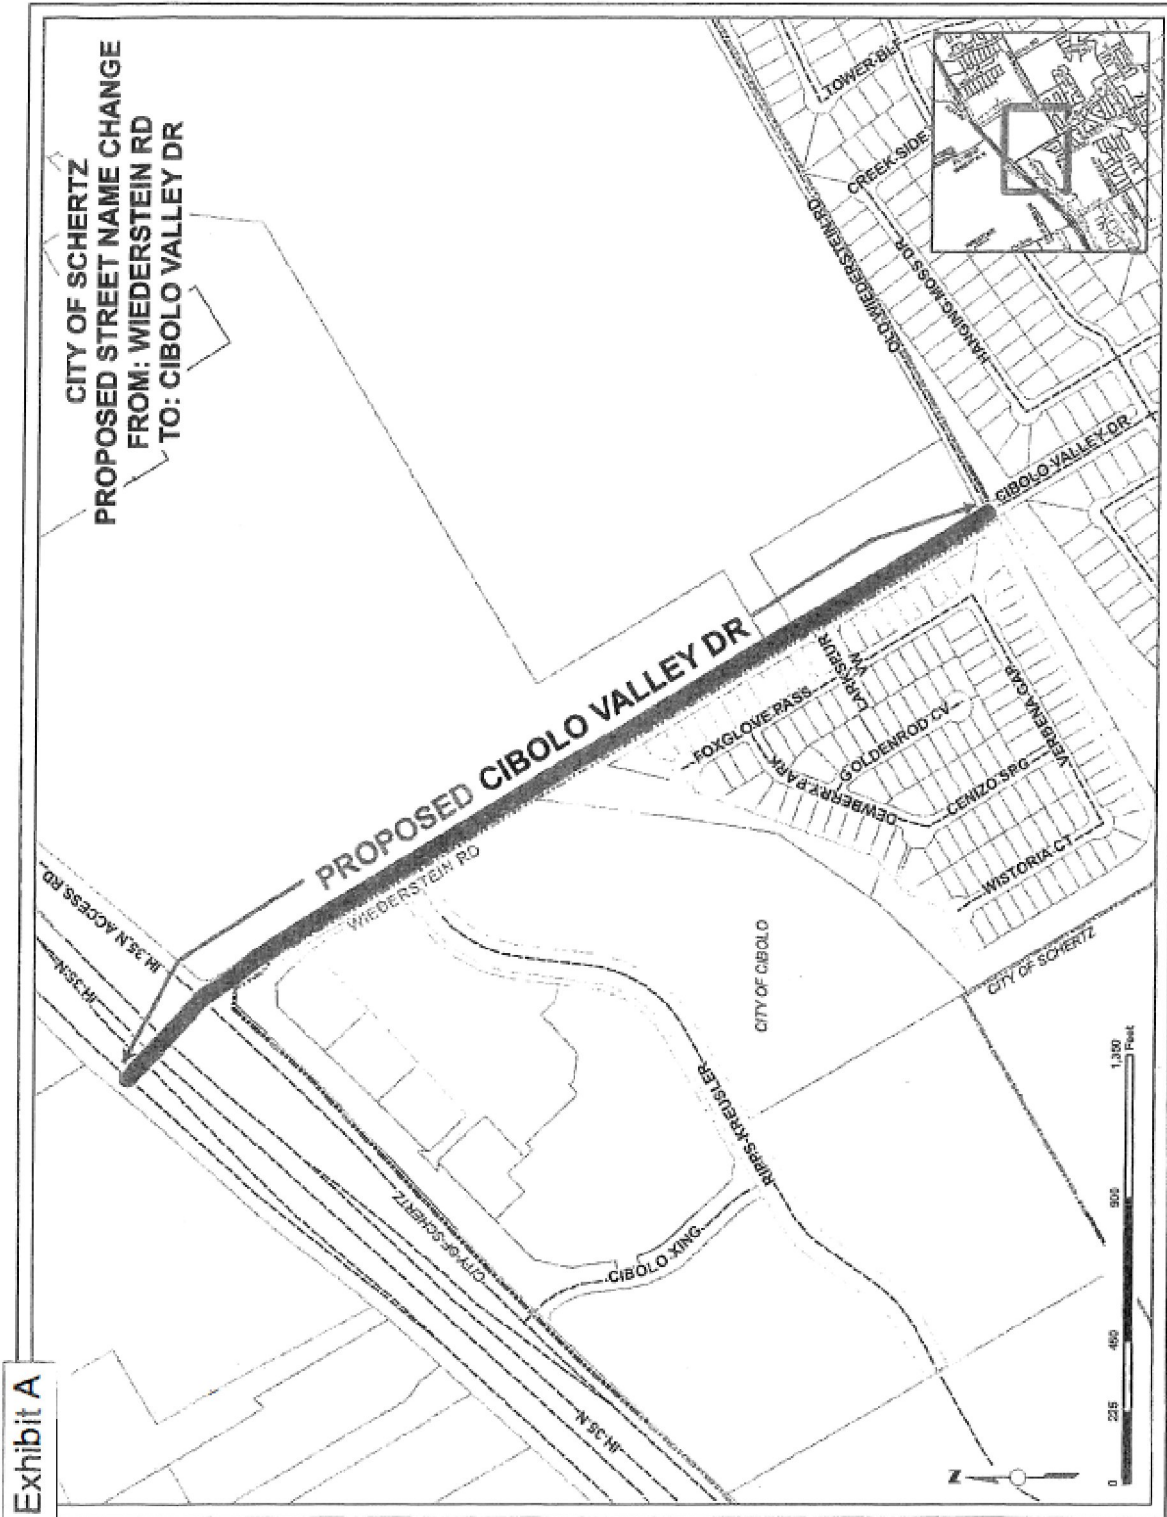 Exhibit A
CITY OF SCHERTZ
PROPOSED STREET NAME CHANGE
FROM: WIEDERSTEIN RD
TO: CIBOLO VALLEY DR
IH 35 N ACCESS RD
IH 35 N
PROPOSED CIBOLO VALLEY DR
WIEDERSTEIN RD
TOWER BLF
CREEK SIDE
OLD WIEDERSTEIN RD
HANGING MOSS DR
CIBOLO VALLEY DR
LARKSPUR
VW
FOXGLOVE PASS
GOLDENROD CV
DEWBERRY PARK
CENIZO SPG
VERBENA GAP
WISTORIA CT
CITY OF SCHERTZ
CITY OF CIBOLO
RIPPS-KREUSLER
CIBOLO XING
CITY OF SCHERTZ
IH 35 N
N
0 225 450 900 1,350
Feet